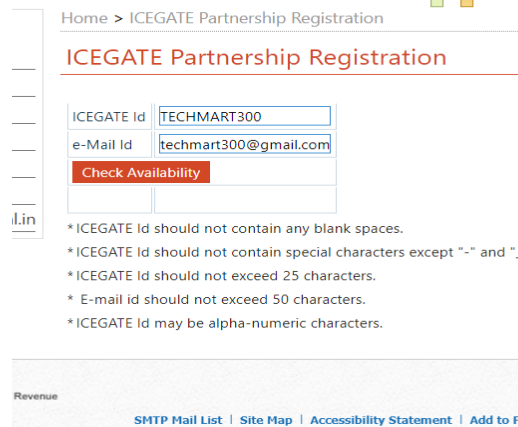 Home > ICEGATE Partnership Registration
ICEGATE Partnership Registration
ICEGATE Id TECHMART300
e-Mail Id techmart300@gmail.com
Check Availability
l.in
* ICEGATE Id should not contain any blank spaces.
* ICEGATE Id should not contain special characters except "-" and "_
* ICEGATE Id should not exceed 25 characters.
* E-mail id should not exceed 50 characters.
* ICEGATE Id may be alpha-numeric characters.
Revenue
SMTP Mail List | Site Map | Accessibility Statement | Add to F